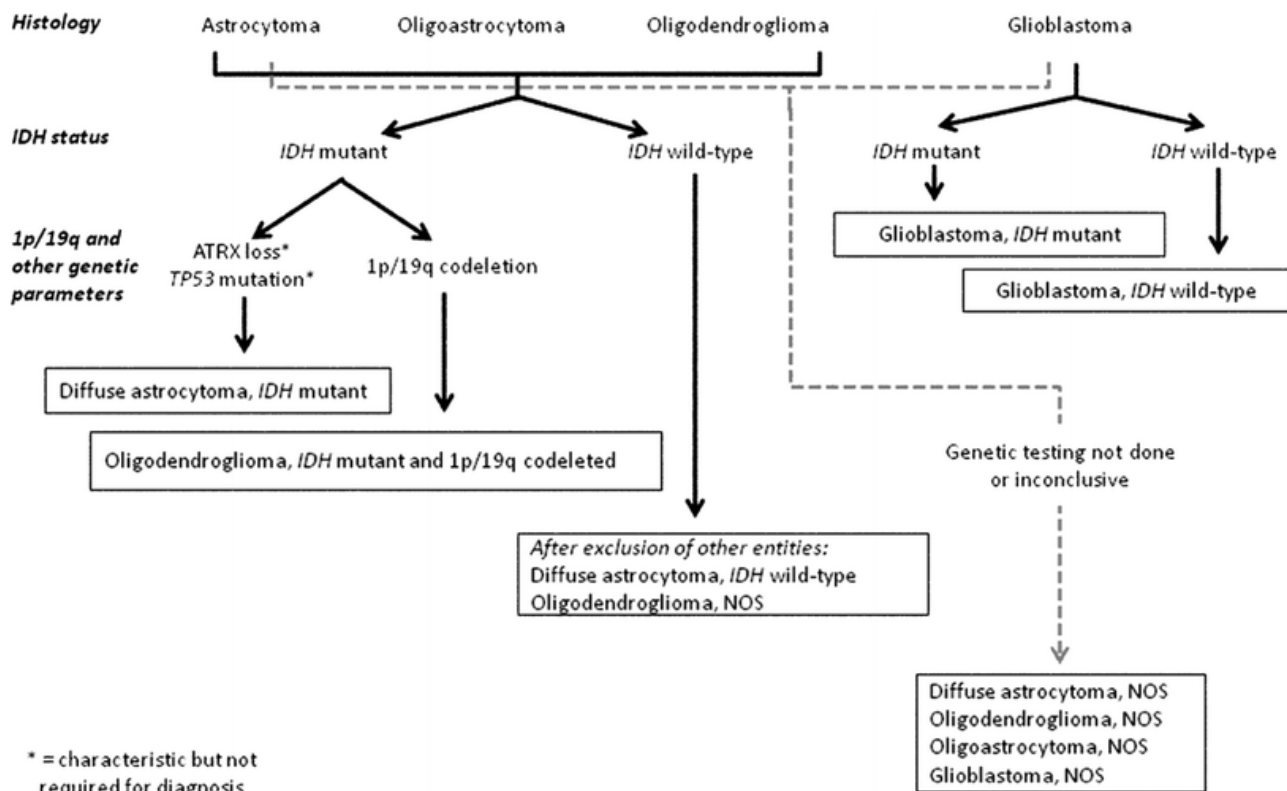 Histology
Astrocytoma
Oligoastrocytoma
Oligodendroglioma
Glioblastoma
IDH status
IDH mutant
IDH wild-type
IDH mutant
IDH wild-type
Glioblastoma, IDH mutant
Glioblastoma, IDH wild-type
1p/19q and
other genetic
parameters
ATRX loss*
TP53 mutation*
1p/19q codeletion
Diffuse astrocytoma, IDH mutant
Oligodendroglioma, IDH mutant and 1p/19q codeleted
Genetic testing not done
or inconclusive
After exclusion of other entities:
Diffuse astrocytoma, IDH wild-type
Oligodendroglioma, NOS
Diffuse astrocytoma, NOS
Oligodendroglioma, NOS
Oligoastrocytoma, NOS
Glioblastoma, NOS
* = characteristic but not
required for diagnosis